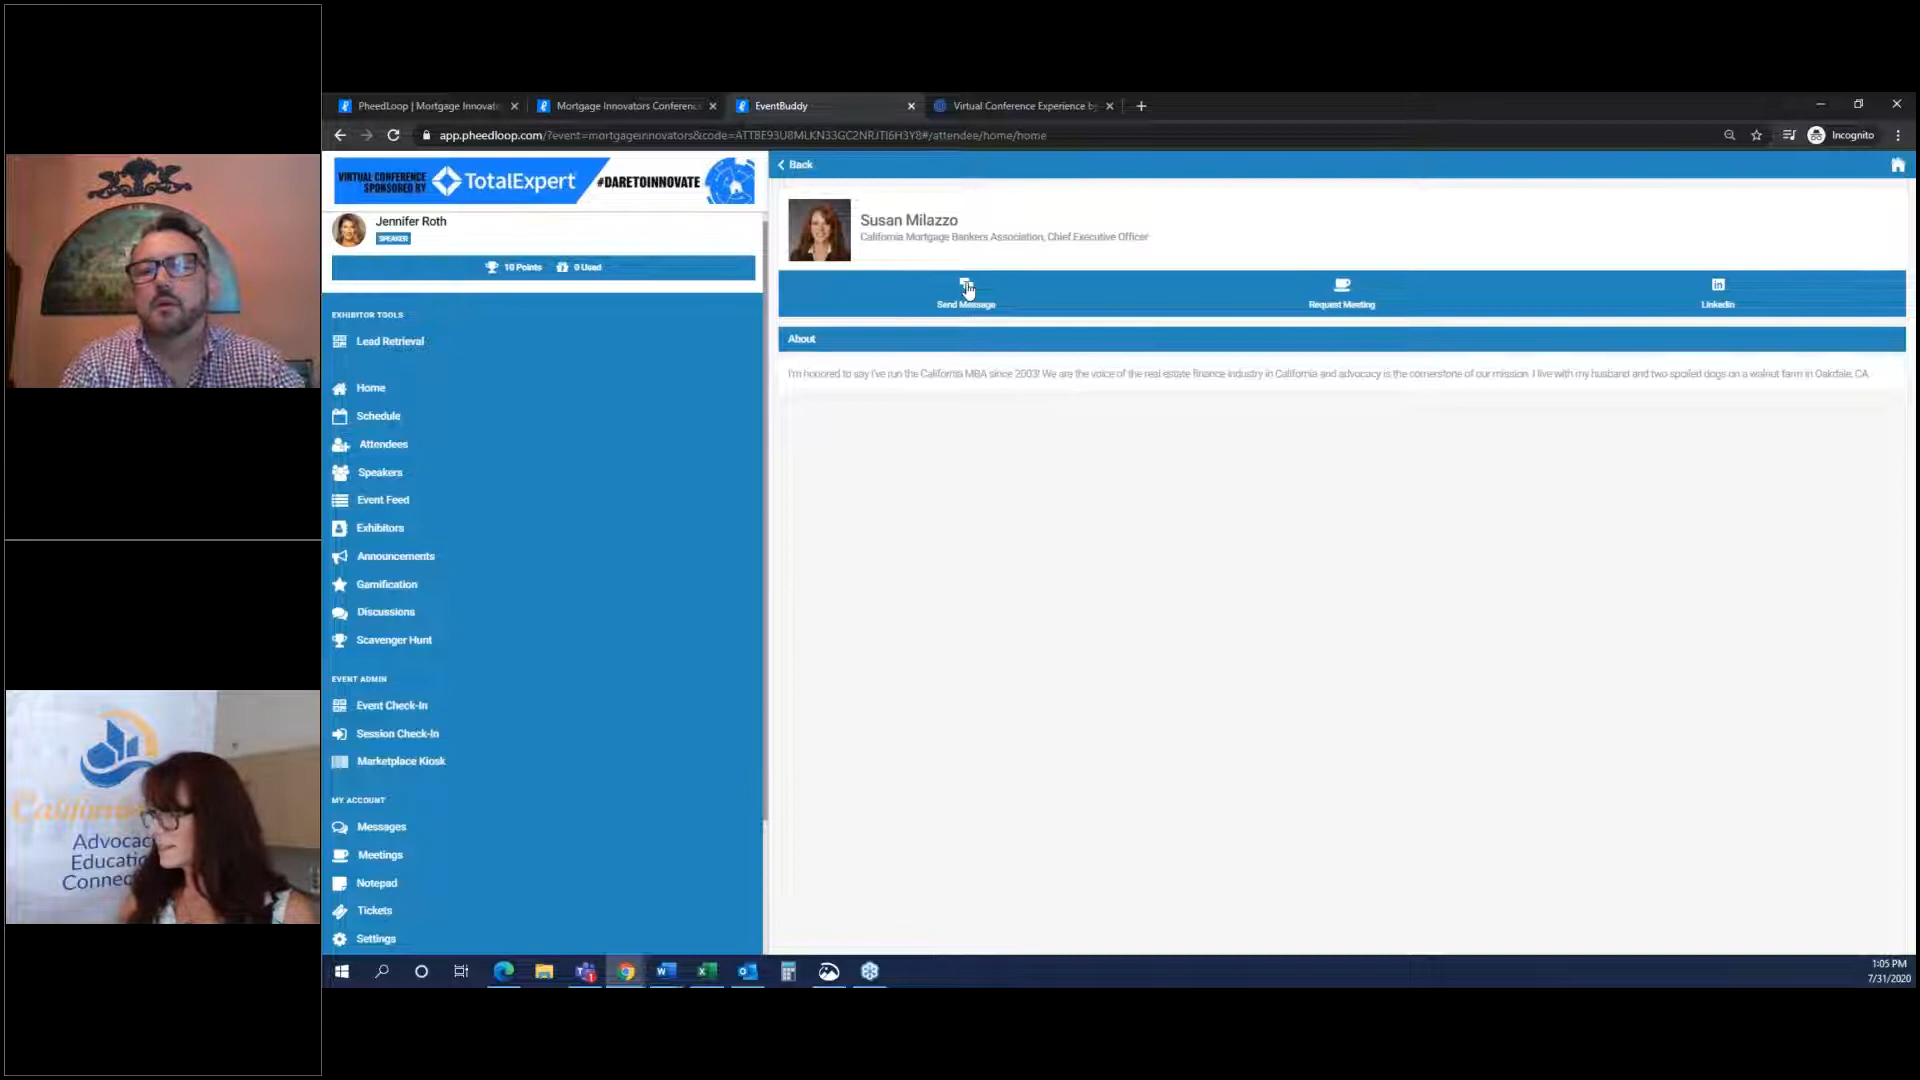 PheedLoop | Mortgage Innovat
Mortgage Innovators Conferenc
EventBuddy
Virtual Conference Experience b
app.pheedloop.com/?event=mortgageinnovators&code=ATT8E93U8MLKN33GC2NRJTI6H3Y8#/attendee/home/home
Incognito
VIRTUAL CONFERENCE
SPONSORED BY
TotalExpert
#DARETOINNOVATE
Jennifer Roth
SPEAKER
10 Points
0 Used
EXHIBITOR TOOLS
Lead Retrieval
Home
Schedule
Attendees
Speakers
Event Feed
Exhibitors
Announcements
Gamification
Discussions
Scavenger Hunt
EVENT ADMIN
Event Check-In
Session Check-In
Marketplace Kiosk
MY ACCOUNT
Messages
Meetings
Notepad
Tickets
Settings
Back
Susan Milazzo
California Mortgage Bankers Association, Chief Executive Officer
Send Message
Request Meeting
LinkedIn
About
I'm honored to say I've run the California MBA since 2003! We are the voice of the real estate finance industry in California and advocacy is the cornerstone of our mission. I live with my husband and two spoiled dogs on a walnut farm in Oakdale, CA.
1:05 PM
7/31/2020
California
Advocac
Educatio
Connec